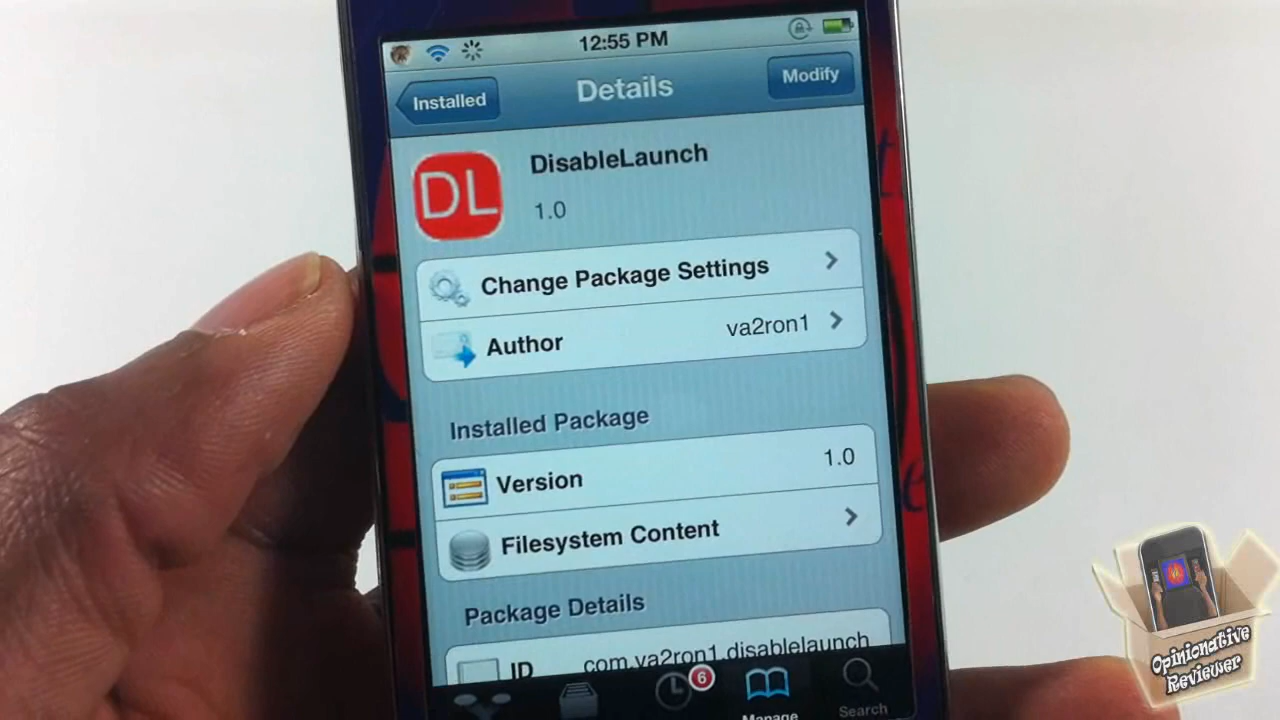 12:55 PM
Installed
Details
Modify
DL
DisableLaunch
1.0
Change Package Settings
Author
va2ron1
Installed Package
Version
1.0
Filesystem Content
Package Details
ID
com.va2ron1.disablelaunch
6
Manage
Search
Opinionative
Reviewer